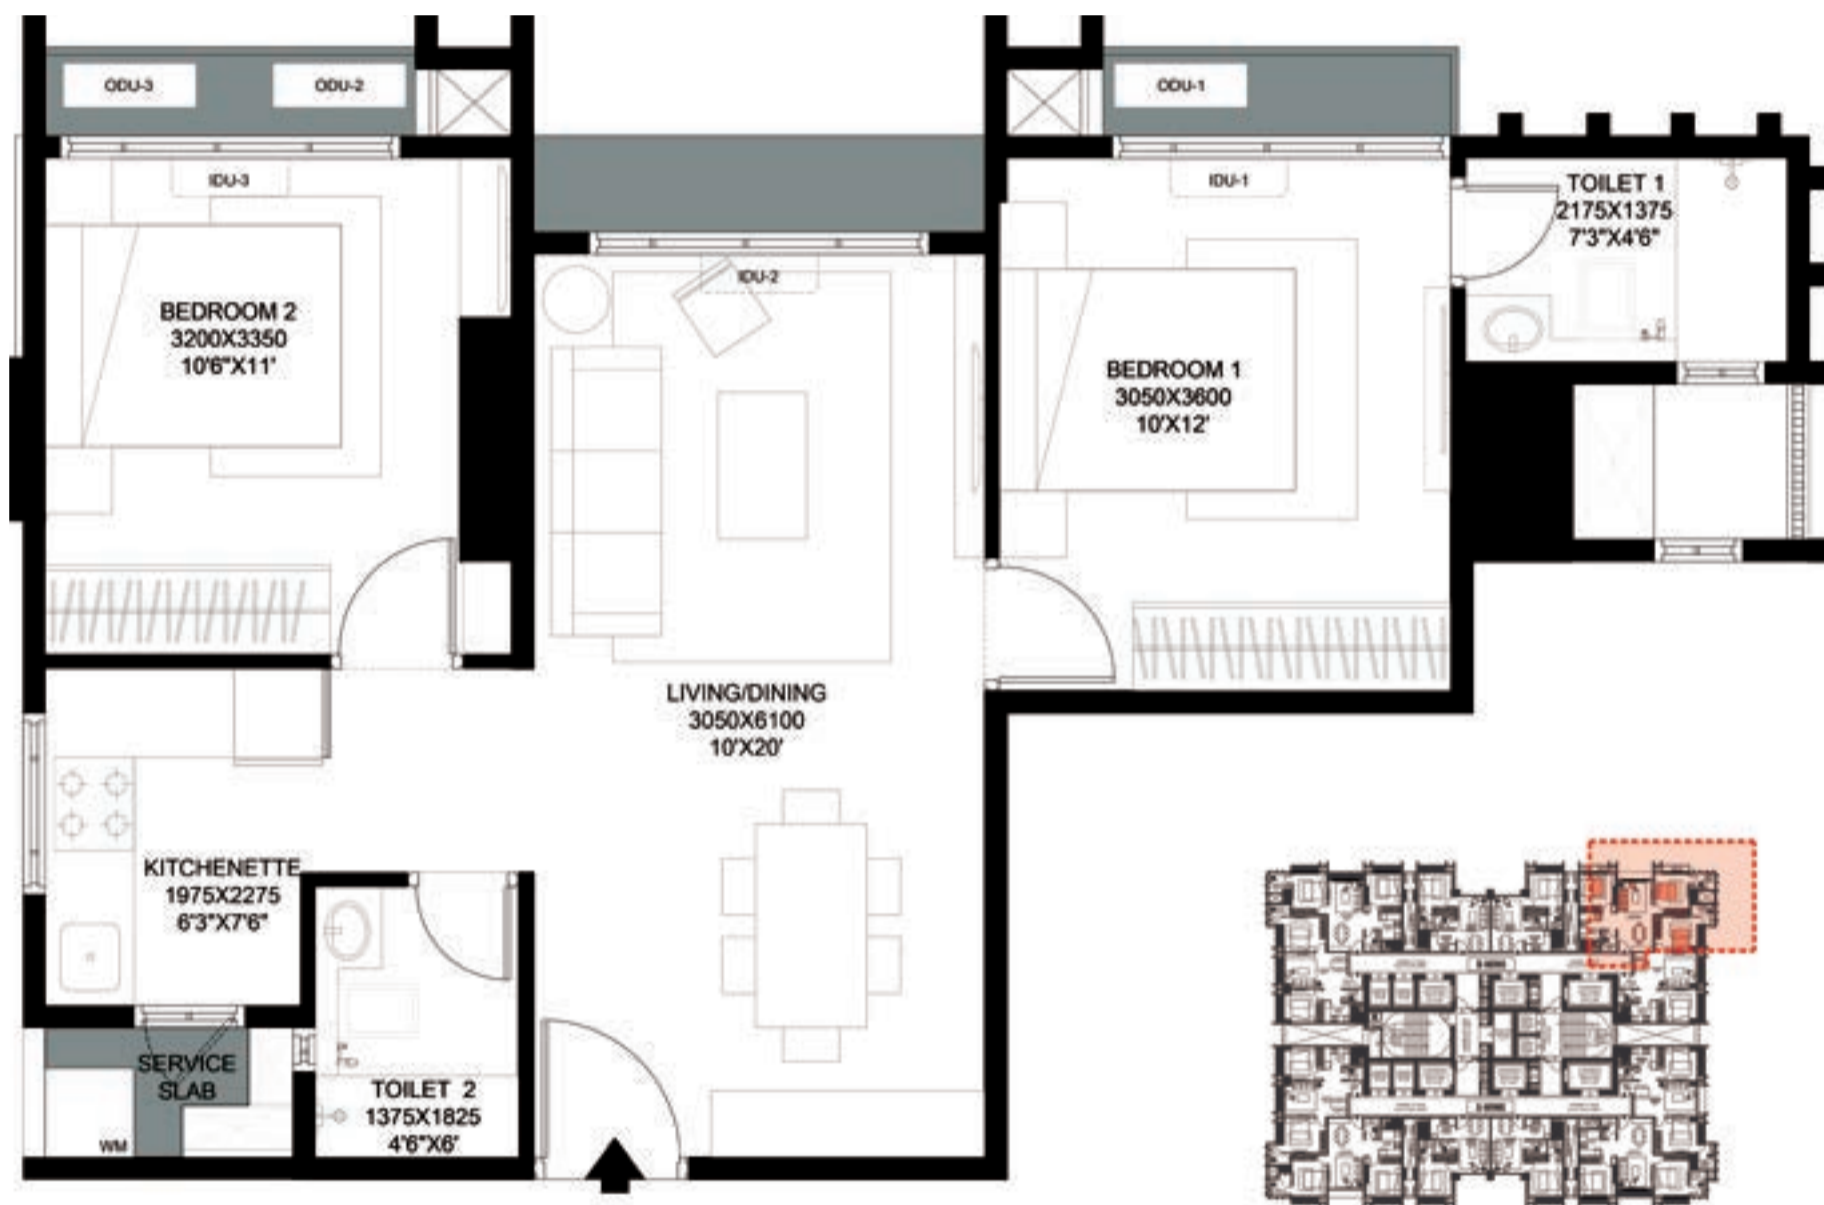 ODU-3
ODU-2
ODU-1
IDU-3
IDU-2
IDU-1
TOILET 1
2175X1375
7'3"X4'6"
BEDROOM 2
3200X3350
10'6"X11'
BEDROOM 1
3050X3600
10'X12'
LIVING/DINING
3050X6100
10'X20'
KITCHENETTE
1975X2275
6'3"X7'6"
SERVICE
SLAB
WM
TOILET 2
1375X1825
4'6"X6'